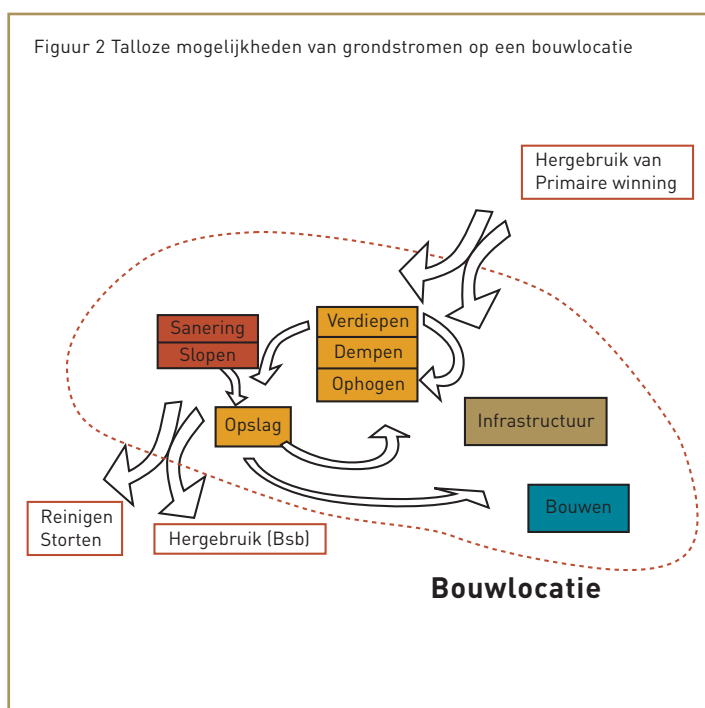 Figuur 2 Talloze mogelijkheden van grondstromen op een bouwlocatie
Hergebruik van
Primaire winning
Sanering
Slopen
Verdiepen
Dempen
Ophogen
Opslag
Infrastructuur
Bouwen
Reinigen
Storten
Hergebruik (Bsb)
Bouwlocatie